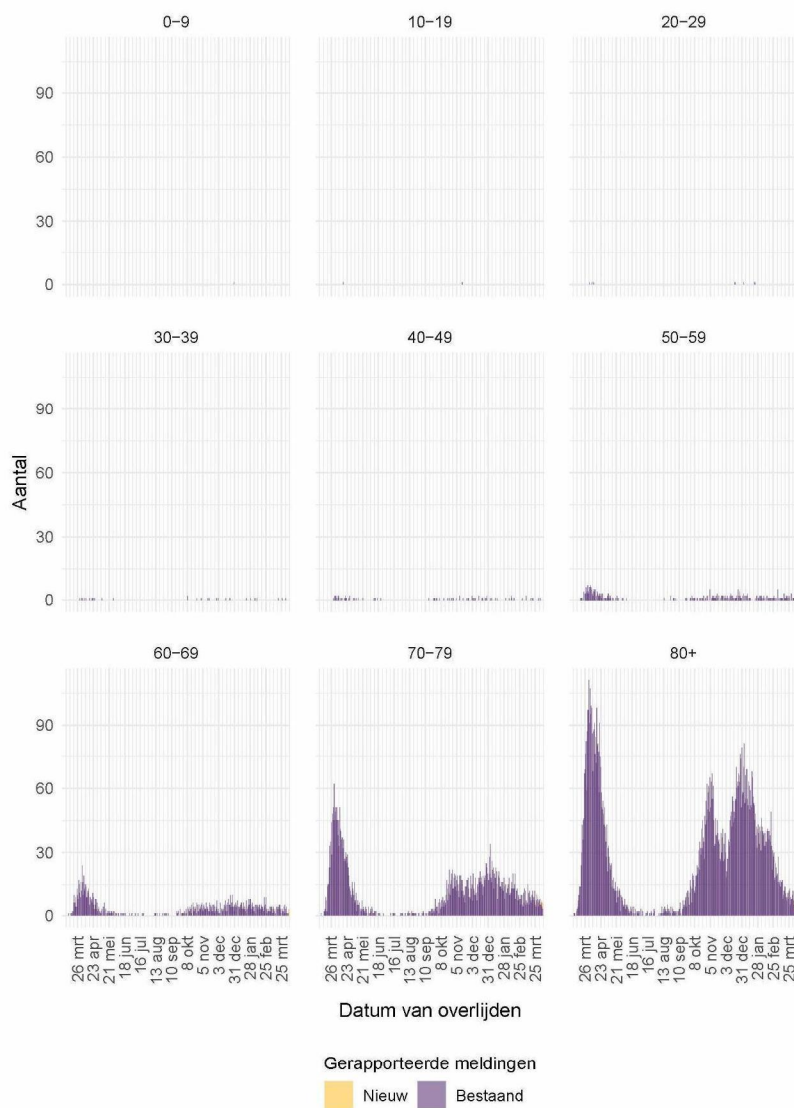 0−9 10−19 20−29
90
60
30
0
30−39 40−49 50−59
90
60
30
0
Aantal
60−69 70−79 80+
90
60
30
0
26 mrt 23 apr 21 mei 18 jun 16 jul 13 aug 10 sep 8 okt 5 nov 3 dec 31 dec 28 jan 25 feb 25 mrt 26 mrt 23 apr 21 mei 18 jun 16 jul 13 aug 10 sep 8 okt 5 nov 3 dec 31 dec 28 jan 25 feb 25 mrt 26 mrt 23 apr 21 mei 18 jun 16 jul 13 aug 10 sep 8 okt 5 nov 3 dec 31 dec 28 jan 25 feb 25 mrt
Datum van overlijden
Gerapporteerde meldingen
Nieuw Bestaand